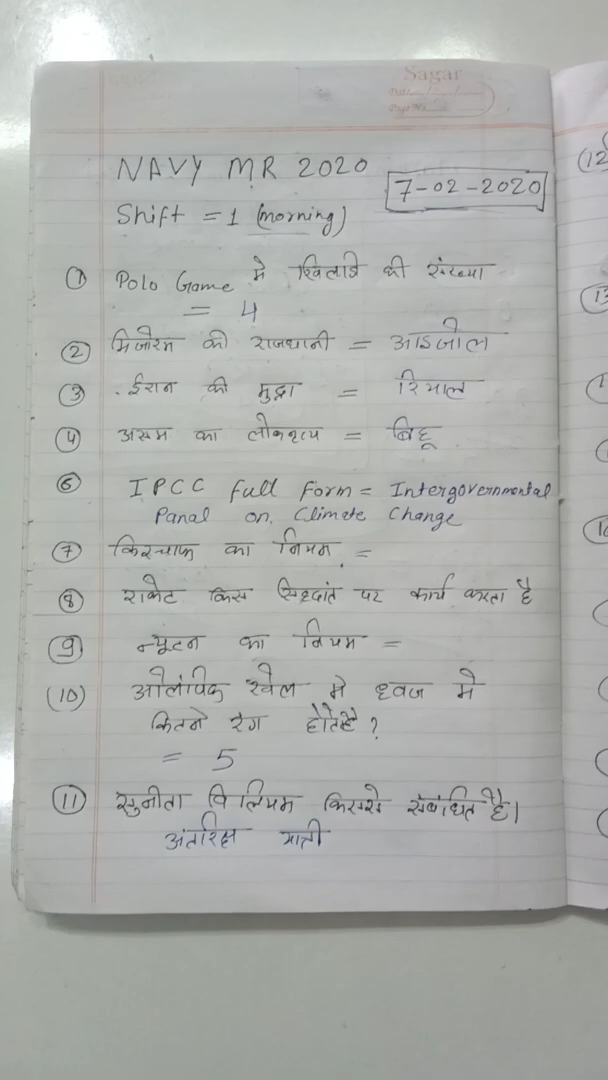 Sagar
NAVY MR 2020
7-02-2020
Shift = 1 (morning)
① Polo Game मे खिलाड़ी की संख्या
= 4
② मिजोरम की राजधानी = आइजोल
③ .ईरान की मुद्रा = रियाल
④ असम का लोकनृत्य = बिहू
⑥ IPCC full form = Intergovernmental
Panal on Climate Change
⑦ किरचाफ का नियम =
⑧ राकेट किस सिध्दांत पर कार्य करता है
⑨ न्यूटन का नियम =
(10) ओलंपिक खेल मे ध्वज मे
कितने रंग होते है ?
= 5
⑪ सुनीता विलियम किससे संबंधित है।
अंतरिक्ष यात्री
(12